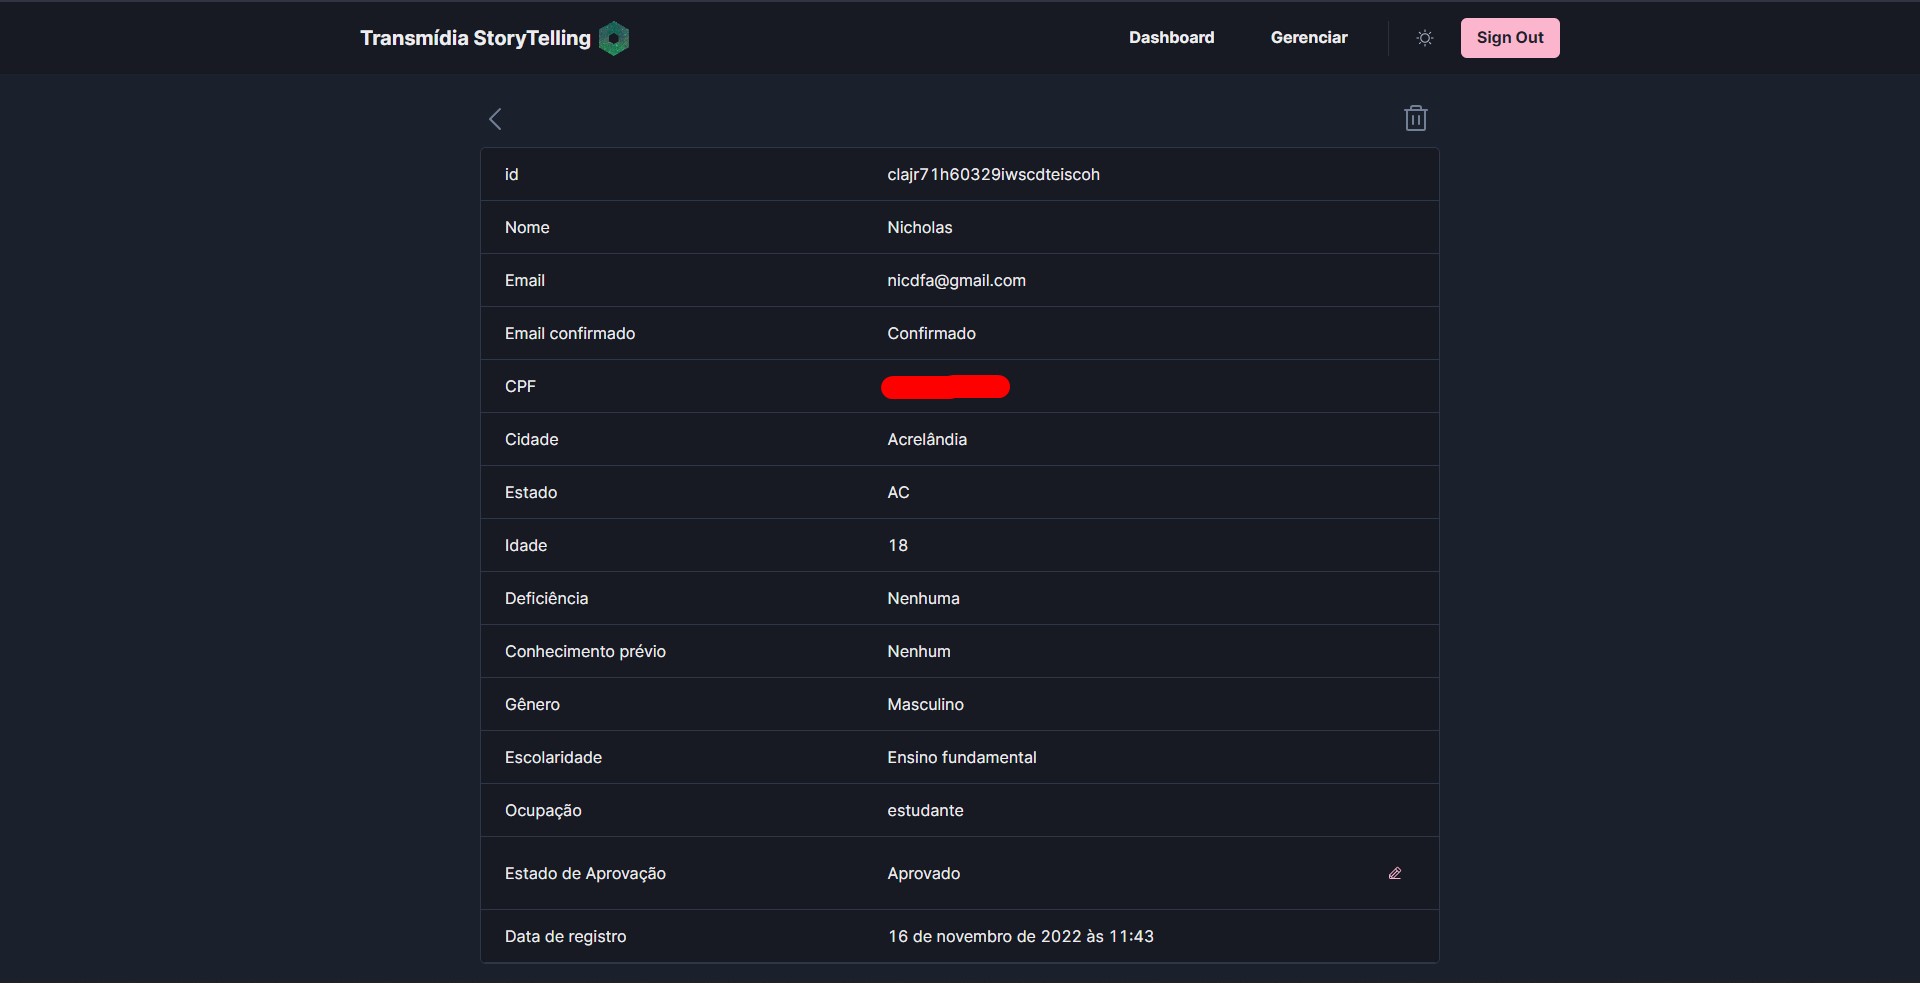 Transmídia StoryTelling
Dashboard Gerenciar Sign Out
id clajr71h60329iwscdteiscoh
Nome Nicholas
Email nicdfa@gmail.com
Email confirmado Confirmado
CPF
Cidade Acrelândia
Estado AC
Idade 18
Deficiência Nenhuma
Conhecimento prévio Nenhum
Gênero Masculino
Escolaridade Ensino fundamental
Ocupação estudante
Estado de Aprovação Aprovado
Data de registro 16 de novembro de 2022 às 11:43